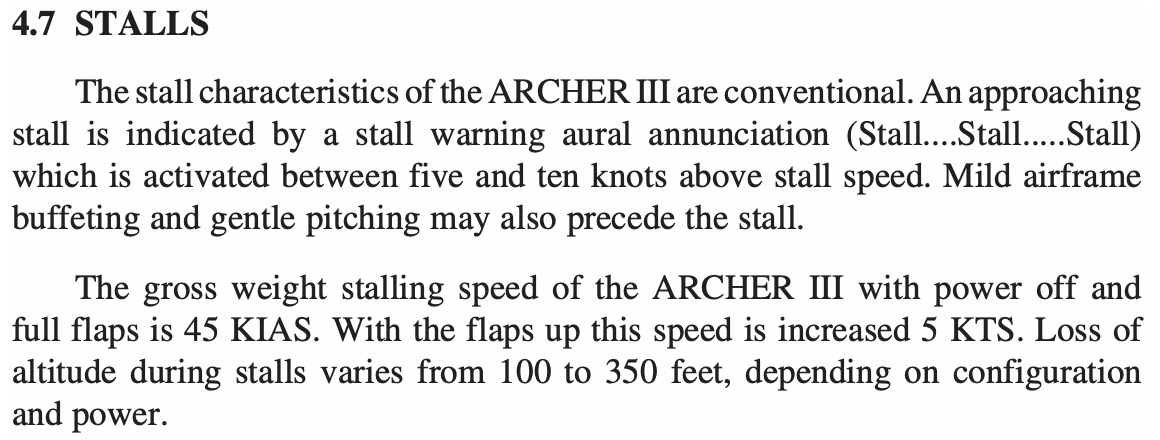 4.7 STALLS
The stall characteristics of the ARCHER III are conventional. An approaching
stall is indicated by a stall warning aural annunciation (Stall....Stall.....Stall)
which is activated between five and ten knots above stall speed. Mild airframe
buffeting and gentle pitching may also precede the stall.
The gross weight stalling speed of the ARCHER III with power off and
full flaps is 45 KIAS. With the flaps up this speed is increased 5 KTS. Loss of
altitude during stalls varies from 100 to 350 feet, depending on configuration
and power.